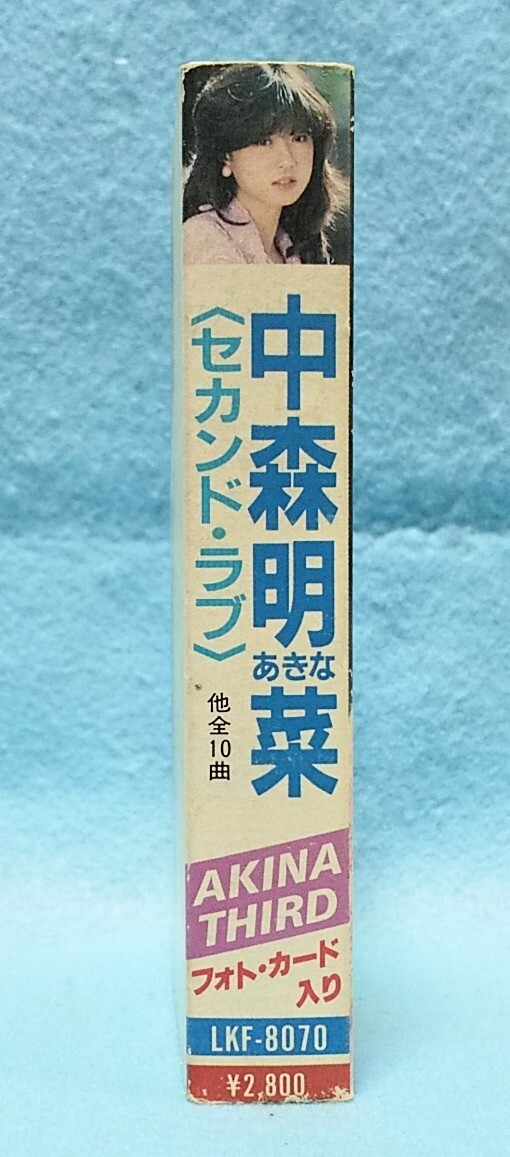 中森明菜
あきな
〈セカンド・ラブ〉
他全10曲
AKINA
THIRD
フォト・カード
入り
LKF-8070
¥2,800